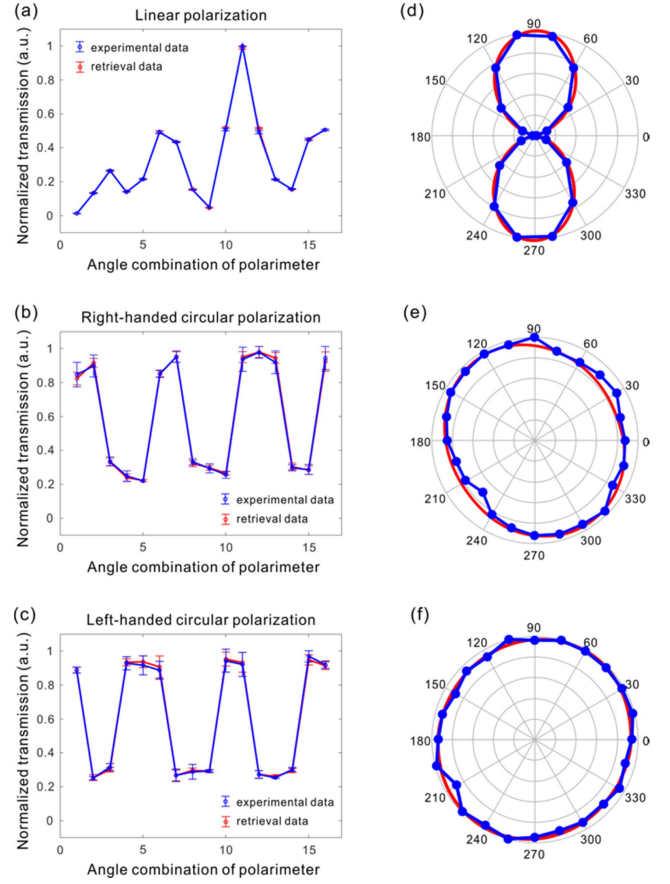 (a)
Linear polarization
experimental data
retrieval data
Normalized transmission (a.u.)
1
0.8
0.6
0.4
0.2
0
0 5 10 15
Angle combination of polarimeter
(d)
90
120 60
150 30
180 0
210 330
240 300
270
(b)
Right-handed circular polarization
Normalized transmission (a.u.)
1
0.8
0.6
0.4
0.2
0
experimental data
retrieval data
0 5 10 15
Angle combination of polarimeter
(e)
90
120 60
150 30
180 0
210 330
240 300
270
(c)
Left-handed circular polarization
Normalized transmission (a.u.)
1
0.8
0.6
0.4
0.2
0
experimental data
retrieval data
0 5 10 15
Angle combination of polarimeter
(f)
90
120 60
150 30
180 0
210 330
240 300
270